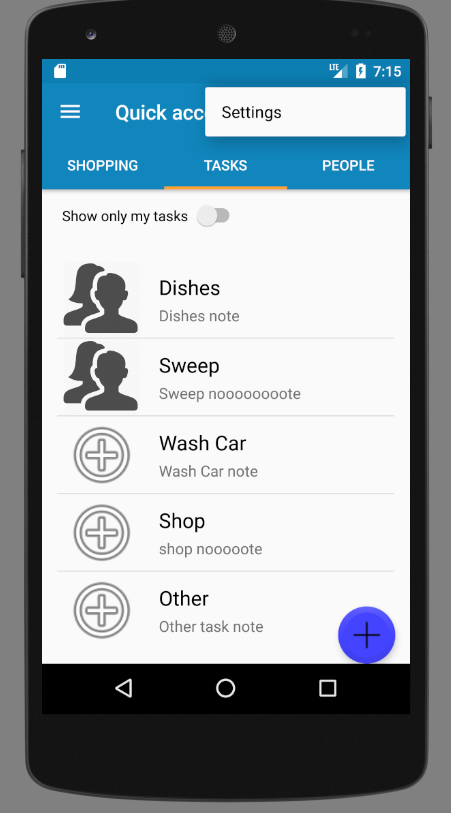 LTE 7:15
Quick acc
Settings
SHOPPING TASKS PEOPLE
Show only my tasks
Dishes
Dishes note
Sweep
Sweep noooooooote
Wash Car
Wash Car note
Shop
shop nooooote
Other
Other task note